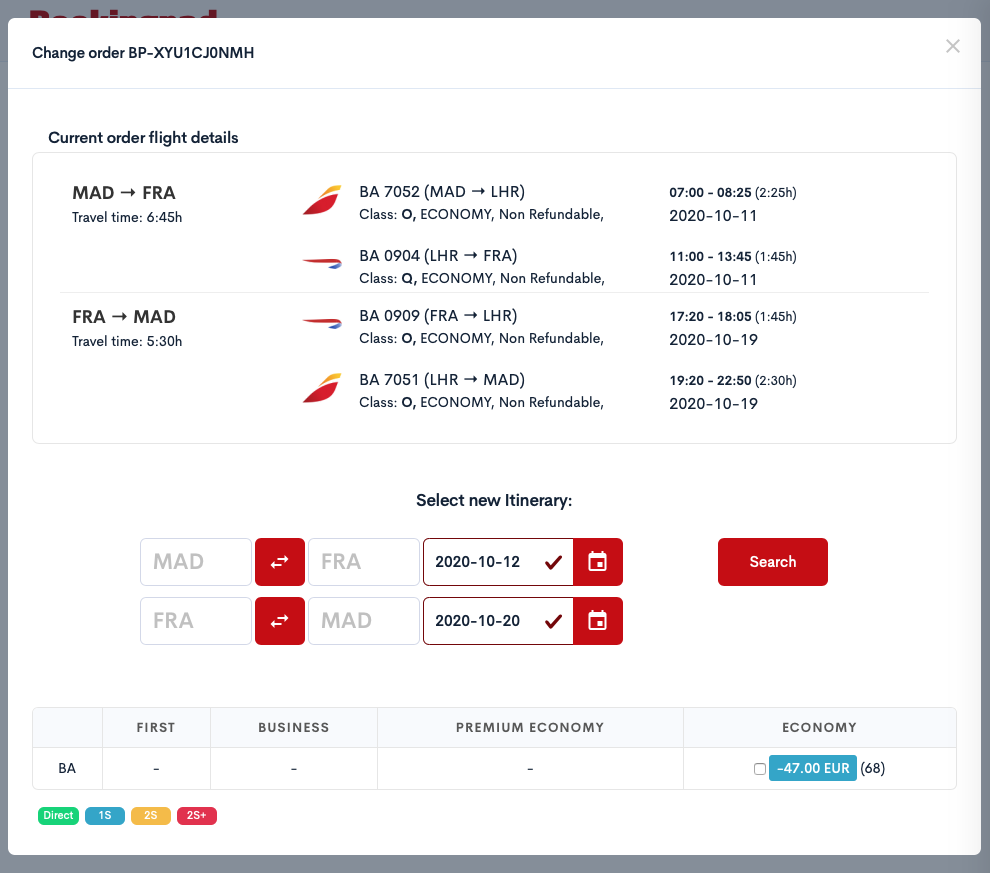 Change order BP-XYU1CJ0NMH
Current order flight details
MAD → FRA
Travel time: 6:45h
BA 7052 (MAD → LHR)
Class: O, ECONOMY, Non Refundable,
07:00 - 08:25 (2:25h)
2020-10-11
BA 0904 (LHR → FRA)
Class: Q, ECONOMY, Non Refundable,
11:00 - 13:45 (1:45h)
2020-10-11
FRA → MAD
Travel time: 5:30h
BA 0909 (FRA → LHR)
Class: O, ECONOMY, Non Refundable,
17:20 - 18:05 (1:45h)
2020-10-19
BA 7051 (LHR → MAD)
Class: O, ECONOMY, Non Refundable,
19:20 - 22:50 (2:30h)
2020-10-19
Select new Itinerary:
MAD FRA 2020-10-12 Search
FRA MAD 2020-10-20
FIRST BUSINESS PREMIUM ECONOMY ECONOMY
BA - - - -47.00 EUR (68)
Direct 1S 2S 2S+